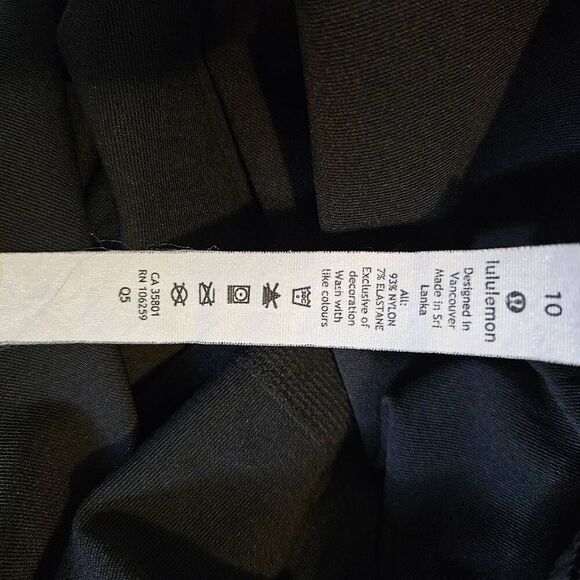 10
lululemon
Designed in
Vancouver
Made in Sri
Lanka
All:
93% NYLON
7% ELASTANE
Exclusive of
decoration
Wash with
like colours
CA 35801
RN 106259
Q5